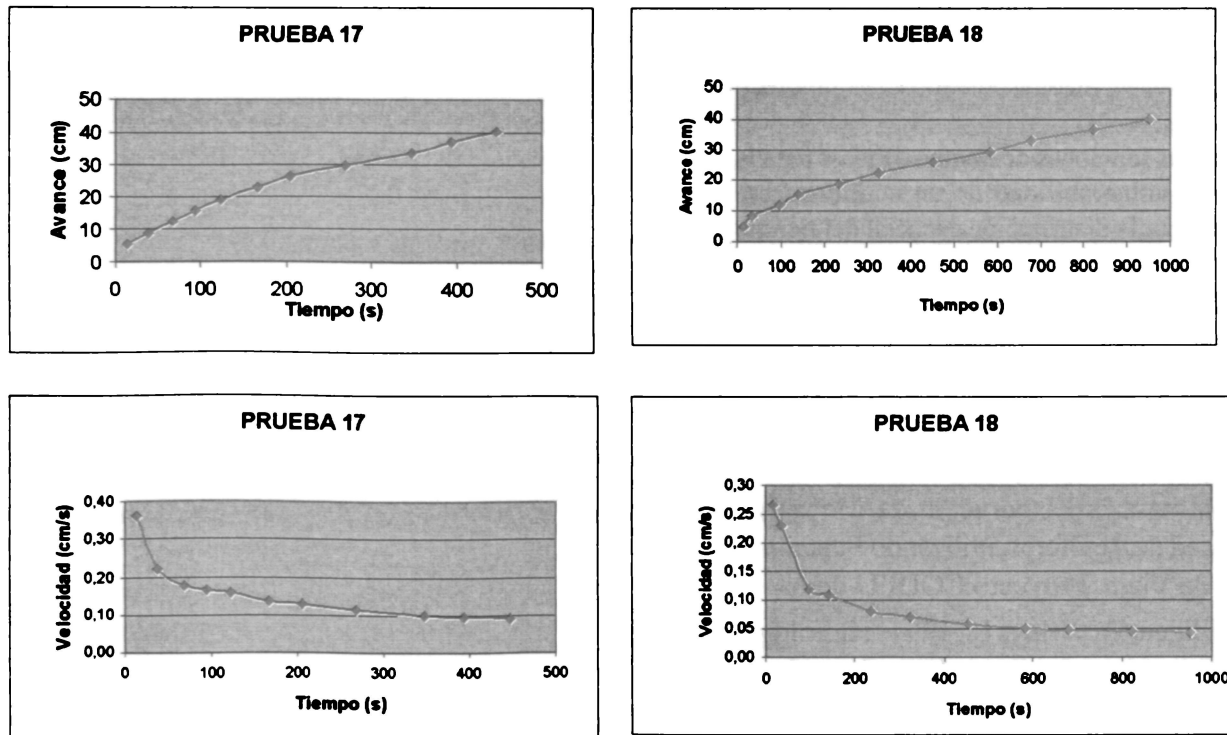 PRUEBA 17
Avance (cm)
50
40
30
20
10
0
0 100 200 300 400 500
Tiempo (s)
PRUEBA 18
Avance (cm)
50
40
30
20
10
0
0 100 200 300 400 500 600 700 800 900 1000
Tiempo (s)
PRUEBA 17
Velocidad (cm/s)
0,40
0,30
0,20
0,10
0,00
0 100 200 300 400 500
Tiempo (s)
PRUEBA 18
Velocidad (cm/s)
0,30
0,25
0,20
0,15
0,10
0,05
0,00
0 200 400 600 800 1000
Tiempo (s)